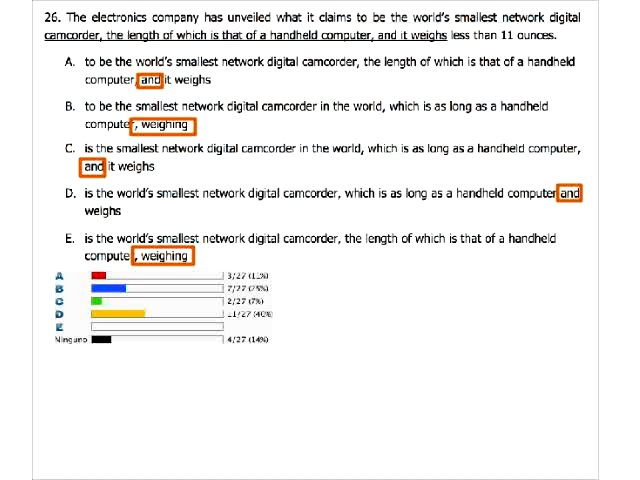 26. The electronics company has unveiled what it claims to be the world's smallest network digital
camcorder, the length of which is that of a handheld computer, and it weighs less than 11 ounces.
A. to be the world's smallest network digital camcorder, the length of which is that of a handheld
computer, and it weighs
B. to be the smallest network digital camcorder in the world, which is as long as a handheld
computer, weighing
C. is the smallest network digital camcorder in the world, which is as long as a handheld computer,
and it weighs
D. is the world's smallest network digital camcorder, which is as long as a handheld computer and
weighs
E. is the world's smallest network digital camcorder, the length of which is that of a handheld
computer, weighing
A 3/27 (11%)
B 7/27 (25%)
C 2/27 (7%)
D 11/27 (40%)
E
Ninguno 4/27 (14%)